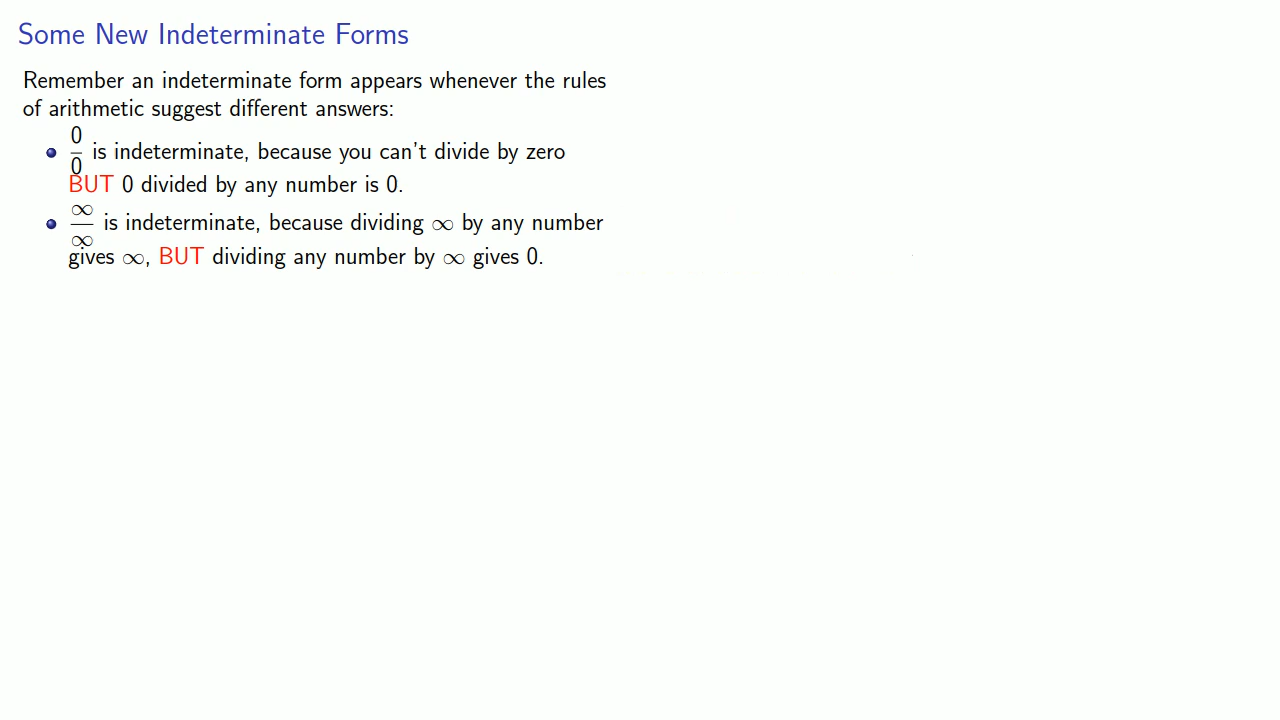 Some New Indeterminate Forms
Remember an indeterminate form appears whenever the rules
of arithmetic suggest different answers:
0/0 is indeterminate, because you can't divide by zero
BUT 0 divided by any number is 0.
∞/∞ is indeterminate, because dividing ∞ by any number
gives ∞, BUT dividing any number by ∞ gives 0.